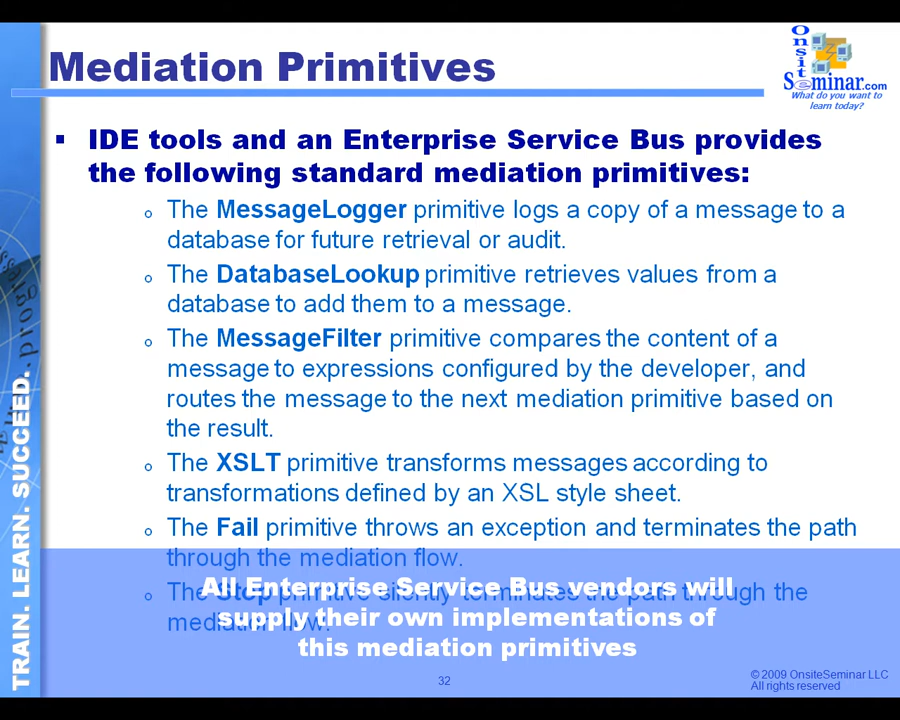 Mediation Primitives
Onsite
Seminar.com
What do you want to
learn today?
IDE tools and an Enterprise Service Bus provides
the following standard mediation primitives:
The MessageLogger primitive logs a copy of a message to a
database for future retrieval or audit.
The DatabaseLookup primitive retrieves values from a
database to add them to a message.
The MessageFilter primitive compares the content of a
message to expressions configured by the developer, and
routes the message to the next mediation primitive based on
the result.
The XSLT primitive transforms messages according to
transformations defined by an XSL style sheet.
The Fail primitive throws an exception and terminates the path
through the mediation flow.
The Stop primitive silently terminates the path through the
mediation flow.
All Enterprise Service Bus vendors will
supply their own implementations of
this mediation primitives
TRAIN. LEARN. SUCCEED.
32
© 2009 OnsiteSeminar LLC
All rights reserved